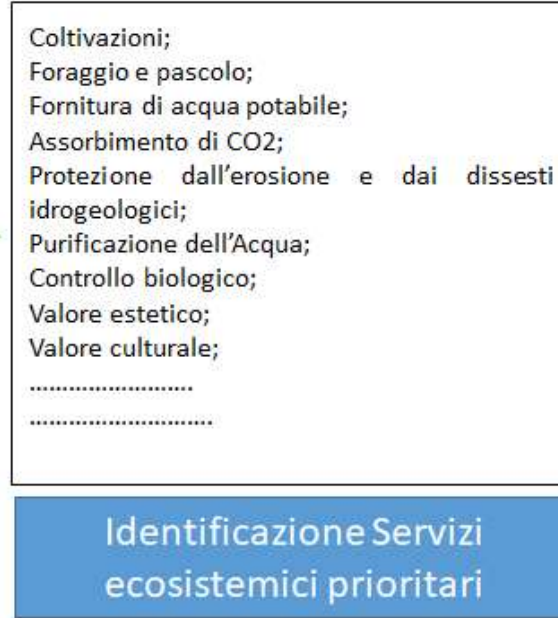 Coltivazioni;
Foraggio e pascolo;
Fornitura di acqua potabile;
Assorbimento di CO2;
Protezione dall'erosione e dai dissesti
idrogeologici;
Purificazione dell'Acqua;
Controllo biologico;
Valore estetico;
Valore culturale;
…………………….
……………………….
Identificazione Servizi
ecosistemici prioritari